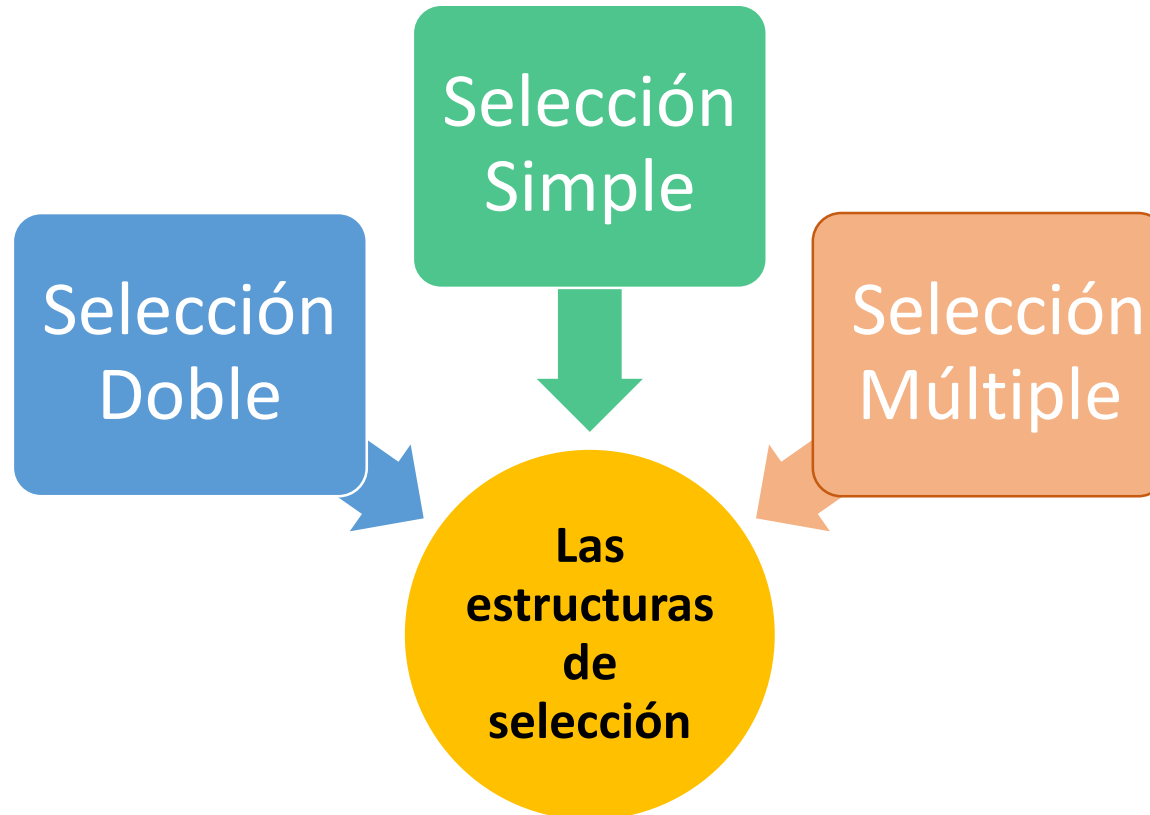 Selección
Simple
Selección
Doble
Selección
Múltiple
Las
estructuras
de
selección